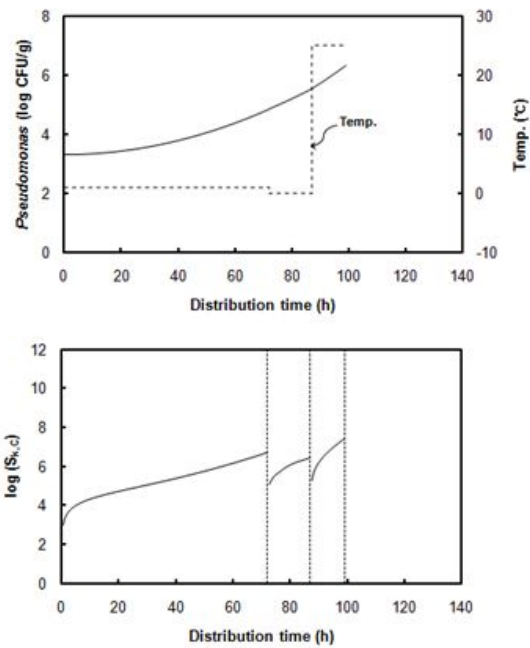 8
6
4
2
0
Pseudomonas (log CFU/g)
30
20
10
0
-10
Temp. (℃)
Temp.
0 20 40 60 80 100 120 140
Distribution time (h)
12
10
8
6
4
2
0
log (Sk,C)
0 20 40 60 80 100 120 140
Distribution time (h)